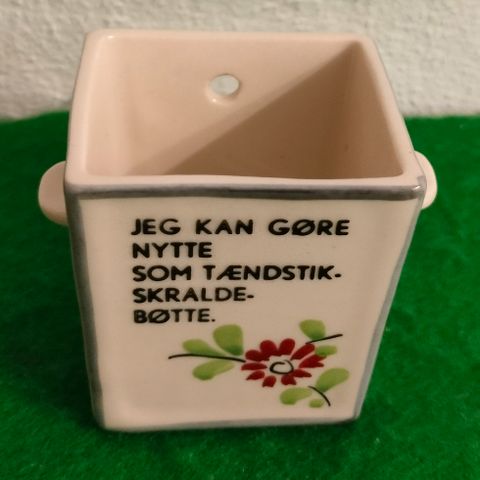 JEG KAN GØRE
NYTTE
SOM TÆNDSTIK-
SKRALDE-
BØTTE.